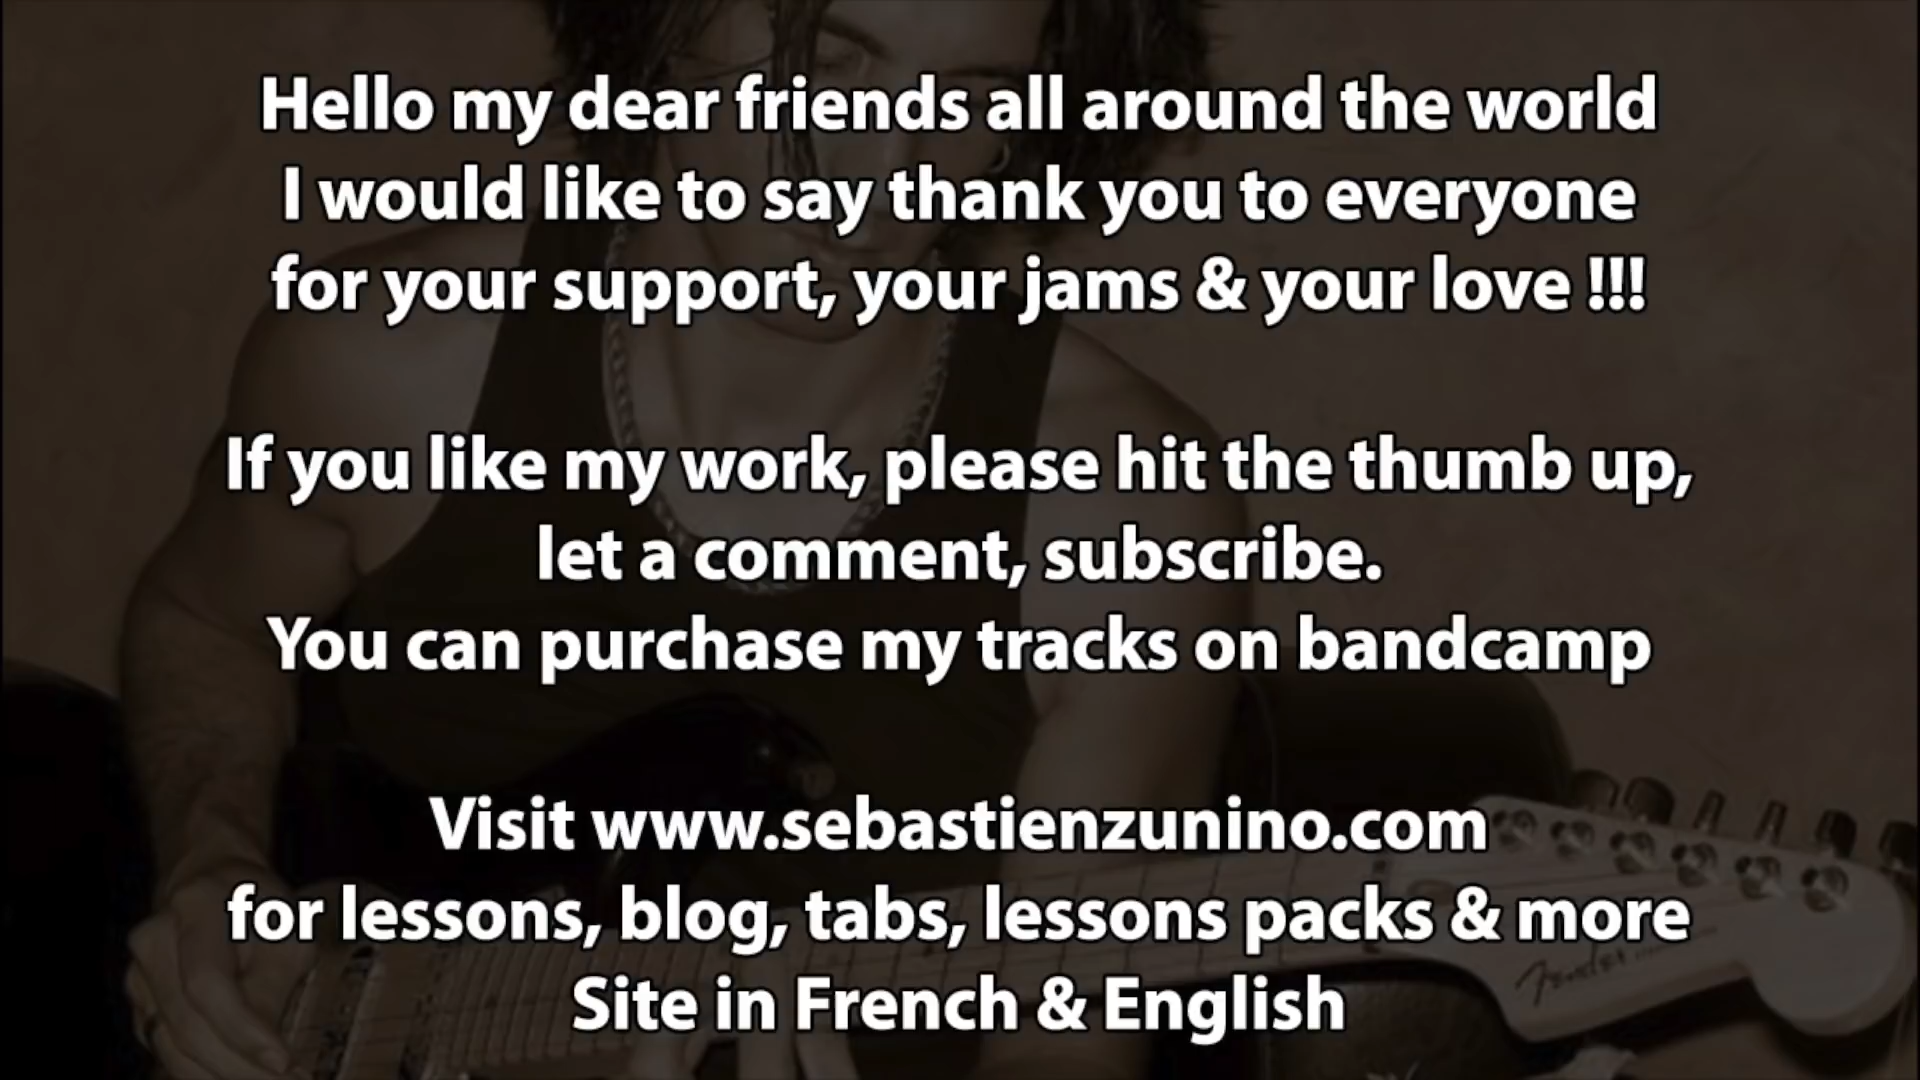 Hello my dear friends all around the world
I would like to say thank you to everyone
for your support, your jams & your love !!!
If you like my work, please hit the thumb up,
let a comment, subscribe.
You can purchase my tracks on bandcamp
Visit www.sebastienzunino.com
for lessons, blog, tabs, lessons packs & more
Site in French & English
Fender